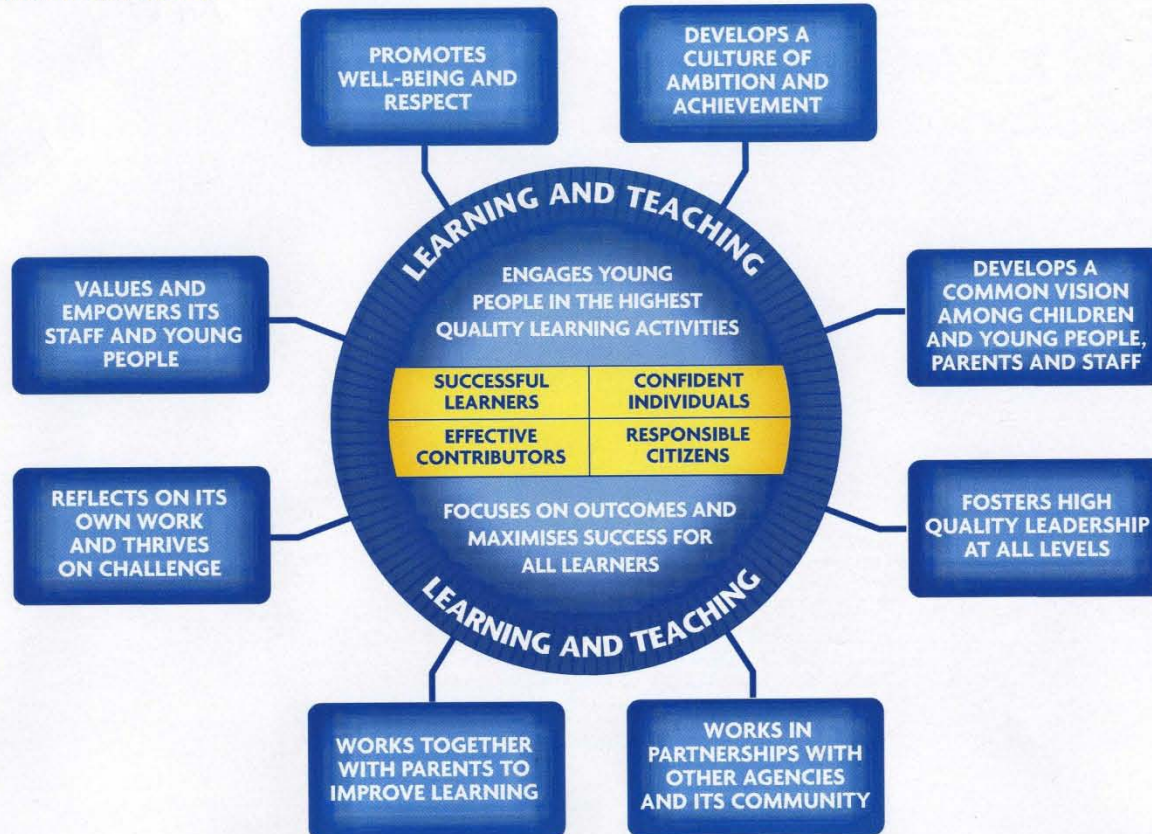 PROMOTES
WELL-BEING AND
RESPECT
DEVELOPS A
CULTURE OF
AMBITION AND
ACHIEVEMENT
VALUES AND
EMPOWERS ITS
STAFF AND YOUNG
PEOPLE
LEARNING AND TEACHING
ENGAGES YOUNG
PEOPLE IN THE HIGHEST
QUALITY LEARNING ACTIVITIES
DEVELOPS A
COMMON VISION
AMONG CHILDREN
AND YOUNG PEOPLE,
PARENTS AND STAFF
SUCCESSFUL
LEARNERS
CONFIDENT
INDIVIDUALS
EFFECTIVE
CONTRIBUTORS
RESPONSIBLE
CITIZENS
REFLECTS ON ITS
OWN WORK
AND THRIVES
ON CHALLENGE
FOCUSES ON OUTCOMES AND
MAXIMISES SUCCESS FOR
ALL LEARNERS
LEARNING AND TEACHING
FOSTERS HIGH
QUALITY LEADERSHIP
AT ALL LEVELS
WORKS TOGETHER
WITH PARENTS TO
IMPROVE LEARNING
WORKS IN
PARTNERSHIPS WITH
OTHER AGENCIES
AND ITS COMMUNITY